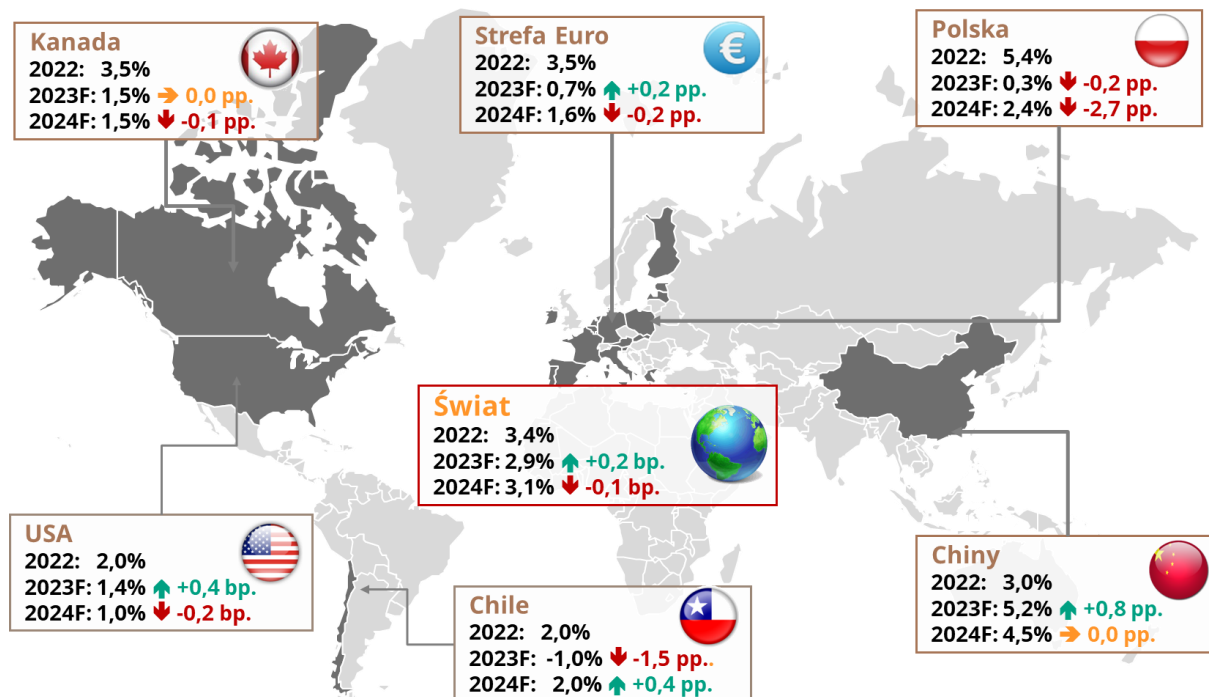 Kanada
2022: 3,5%
2023F: 1,5% 0,0 pp.
2024F: 1,5% -0,1 pp.
Strefa Euro
2022: 3,5%
2023F: 0,7% +0,2 pp.
2024F: 1,6% -0,2 pp.
Polska
2022: 5,4%
2023F: 0,3% -0,2 pp.
2024F: 2,4% -2,7 pp.
Świat
2022: 3,4%
2023F: 2,9% +0,2 bp.
2024F: 3,1% -0,1 bp.
USA
2022: 2,0%
2023F: 1,4% +0,4 bp.
2024F: 1,0% -0,2 bp.
Chile
2022: 2,0%
2023F: -1,0% -1,5 pp..
2024F: 2,0% +0,4 pp.
Chiny
2022: 3,0%
2023F: 5,2% +0,8 pp.
2024F: 4,5% 0,0 pp.